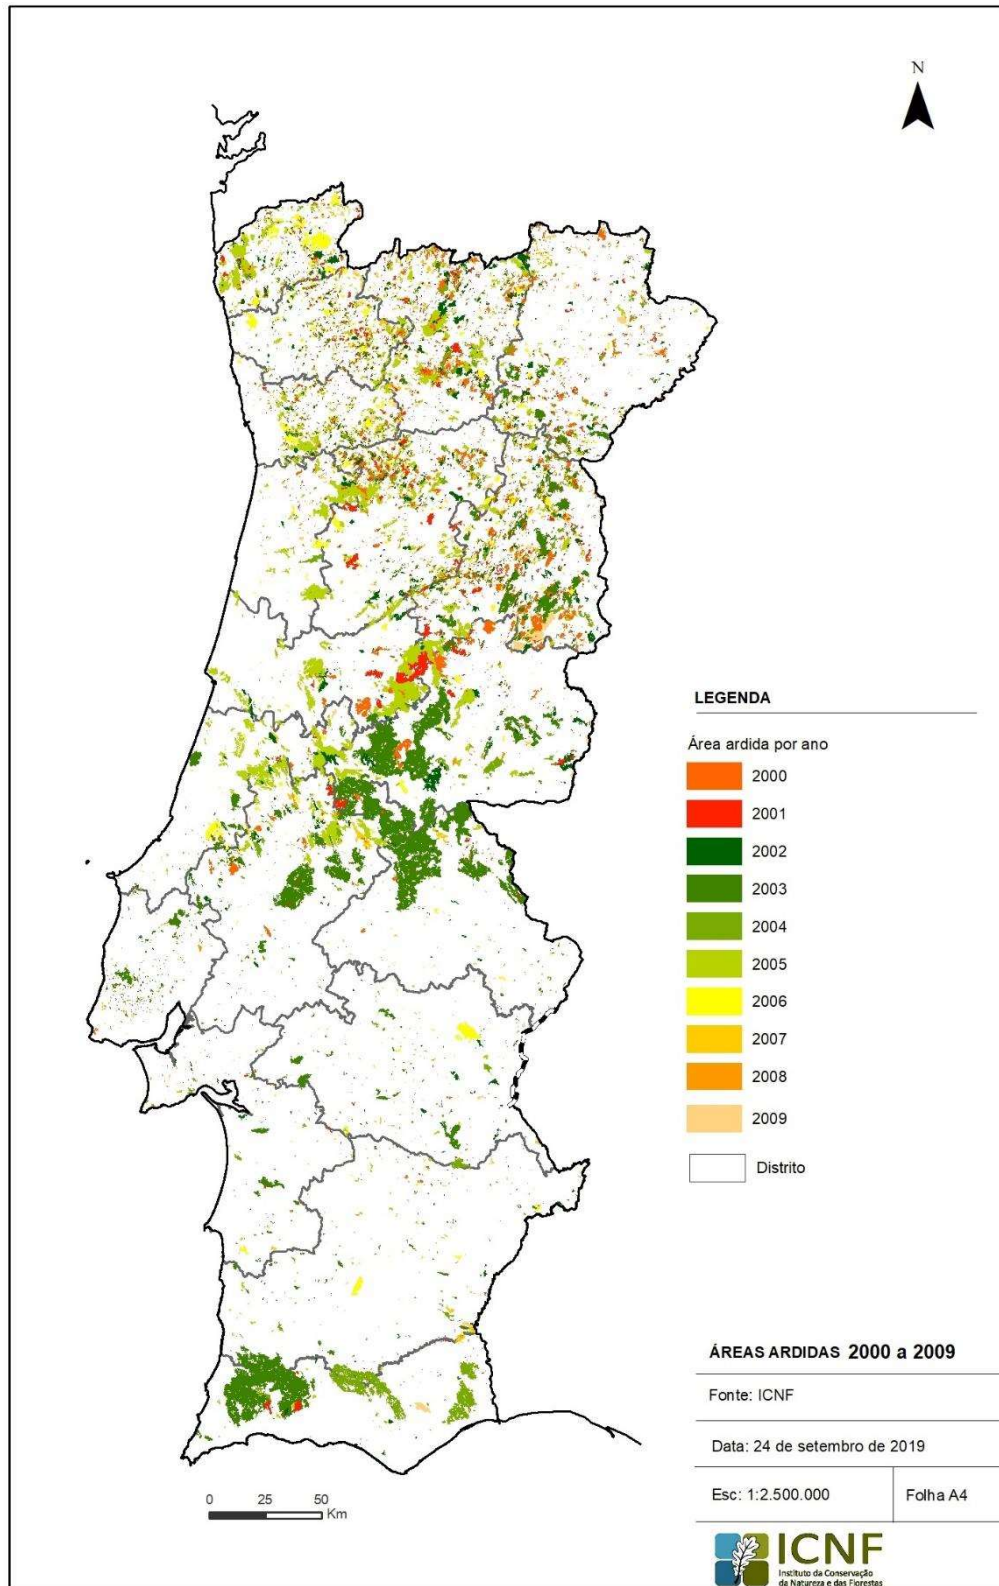 N
LEGENDA
Área ardida por ano
2000
2001
2002
2003
2004
2005
2006
2007
2008
2009
Distrito
ÁREAS ARDIDAS 2000 a 2009
Fonte: ICNF
Data: 24 de setembro de 2019
Esc: 1:2.500.000
Folha A4
0 25 50
Km
ICNF
Instituto da Conservação
da Natureza e das Florestas